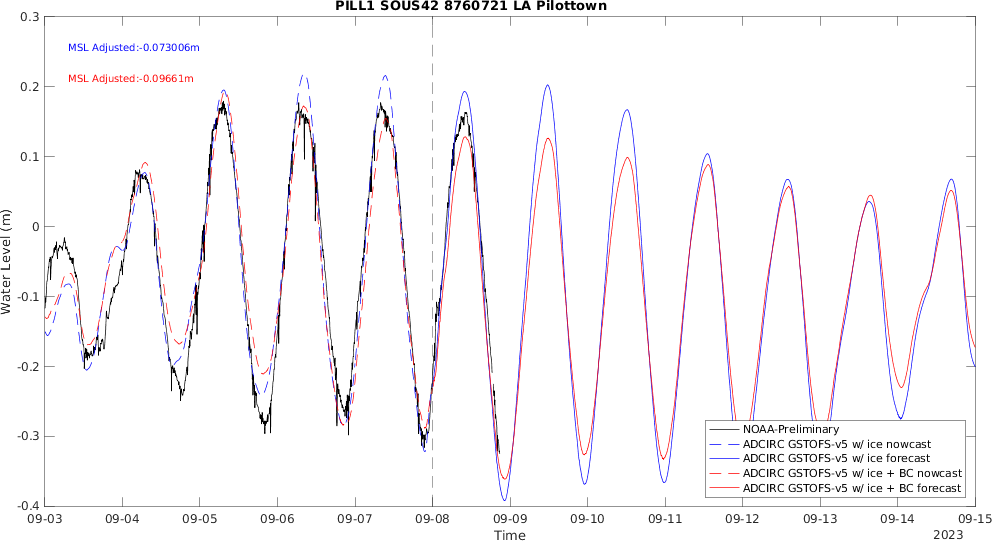 PILL1 SOUS42 8760721 LA Pilottown
0.3
0.2
0.1
0
-0.1
-0.2
-0.3
-0.4
Water Level (m)
MSL Adjusted:-0.073006m
MSL Adjusted:-0.09661m
NOAA-Preliminary
ADCIRC GSTOFS-v5 w/ ice nowcast
ADCIRC GSTOFS-v5 w/ ice forecast
ADCIRC GSTOFS-v5 w/ ice + BC nowcast
ADCIRC GSTOFS-v5 w/ ice + BC forecast
09-03 09-04 09-05 09-06 09-07 09-08 09-09 09-10 09-11 09-12 09-13 09-14 09-15
Time
2023